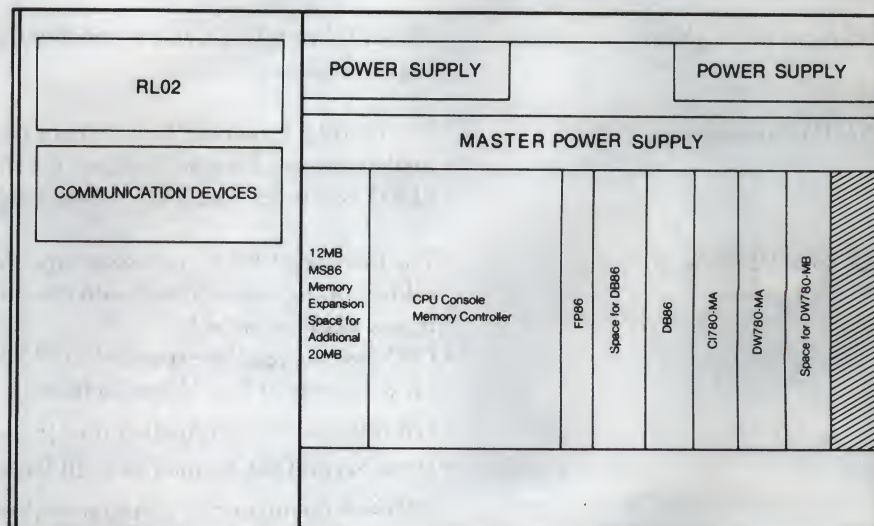 RL02
COMMUNICATION DEVICES
POWER SUPPLY
POWER SUPPLY
MASTER POWER SUPPLY
12MB
MS86
Memory
Expansion
Space for
Additional
20MB
CPU Console
Memory Controller
FP86
Space for DB86
DB86
CI780-MA
DW780-MA
Space for DW780-MB